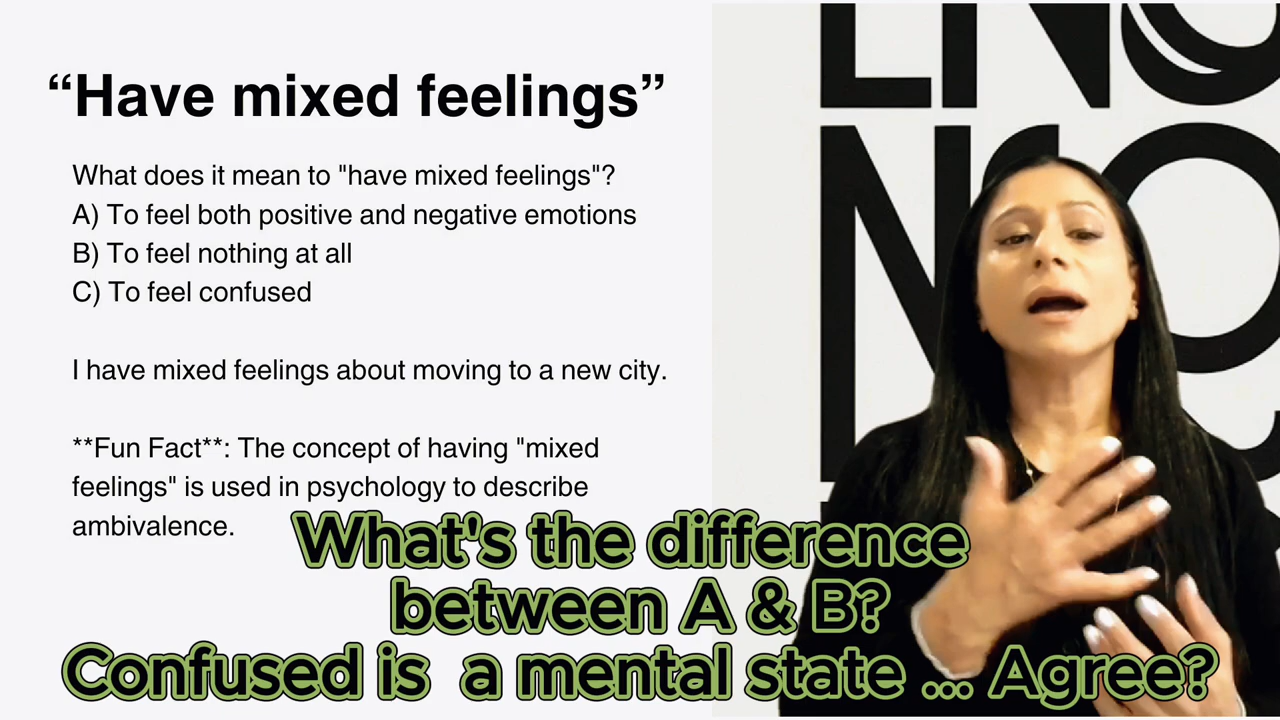 “Have mixed feelings”
What does it mean to "have mixed feelings"?
A) To feel both positive and negative emotions
B) To feel nothing at all
C) To feel confused
I have mixed feelings about moving to a new city.
**Fun Fact**: The concept of having "mixed
feelings" is used in psychology to describe
ambivalence.
What's the difference
between A & B?
Confused is a mental state ... Agree?